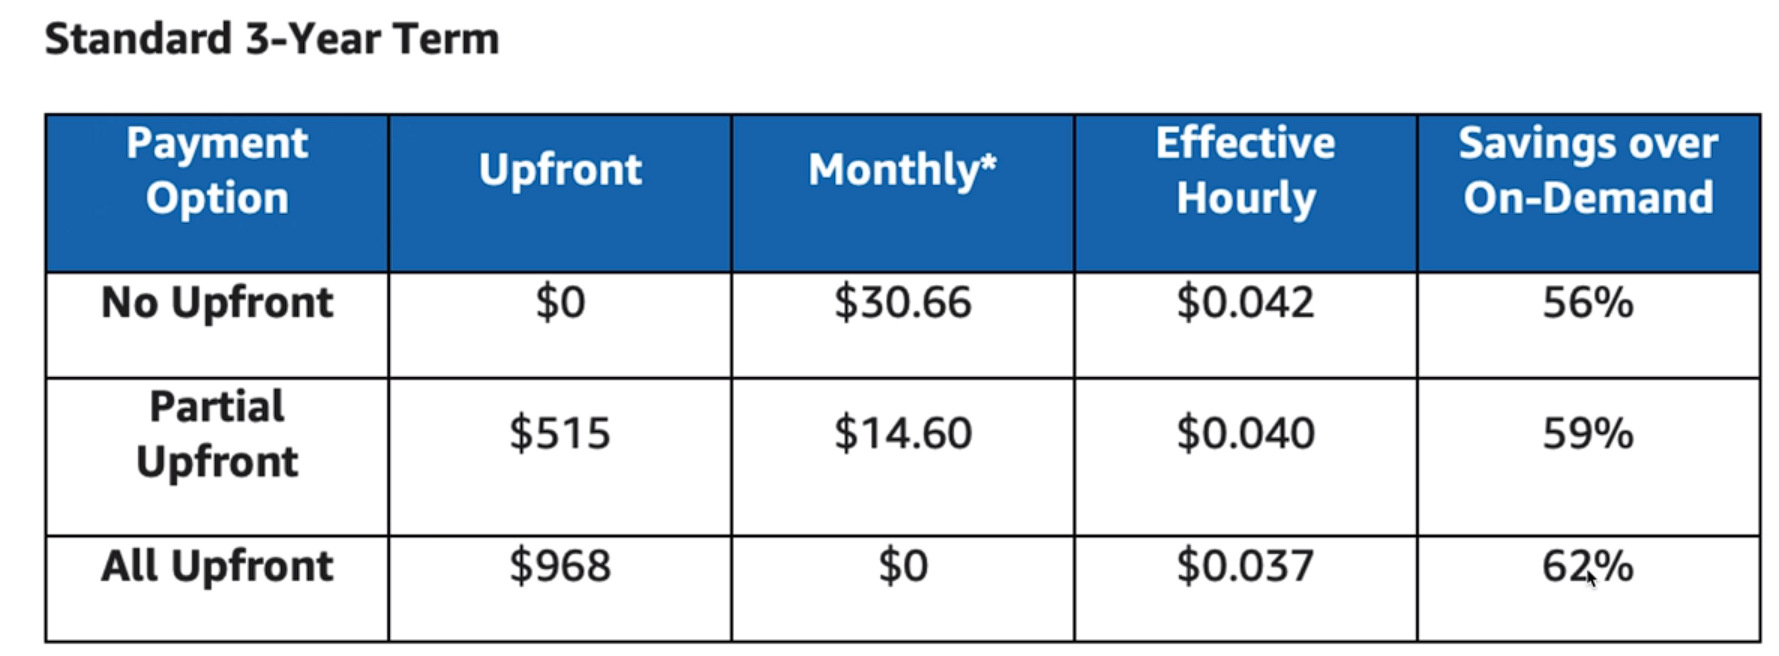 Standard 3-Year Term
Payment Option Upfront Monthly* Effective Hourly Savings over On-Demand
No Upfront $0 $30.66 $0.042 56%
Partial Upfront $515 $14.60 $0.040 59%
All Upfront $968 $0 $0.037 62%